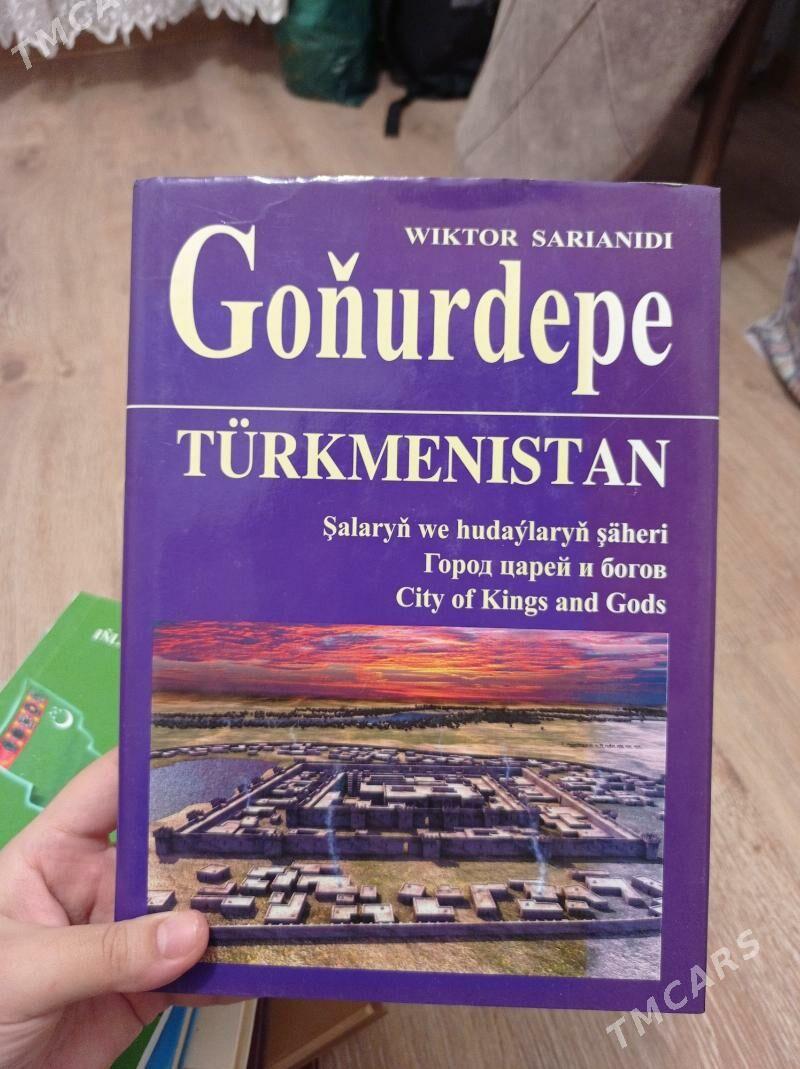 TMCARS
WIKTOR SARIANIDI
Goňurdepe
TÜRKMENISTAN
Şalaryň we hudaýlaryň şäheri
Город царей и богов
City of Kings and Gods
TMCARS